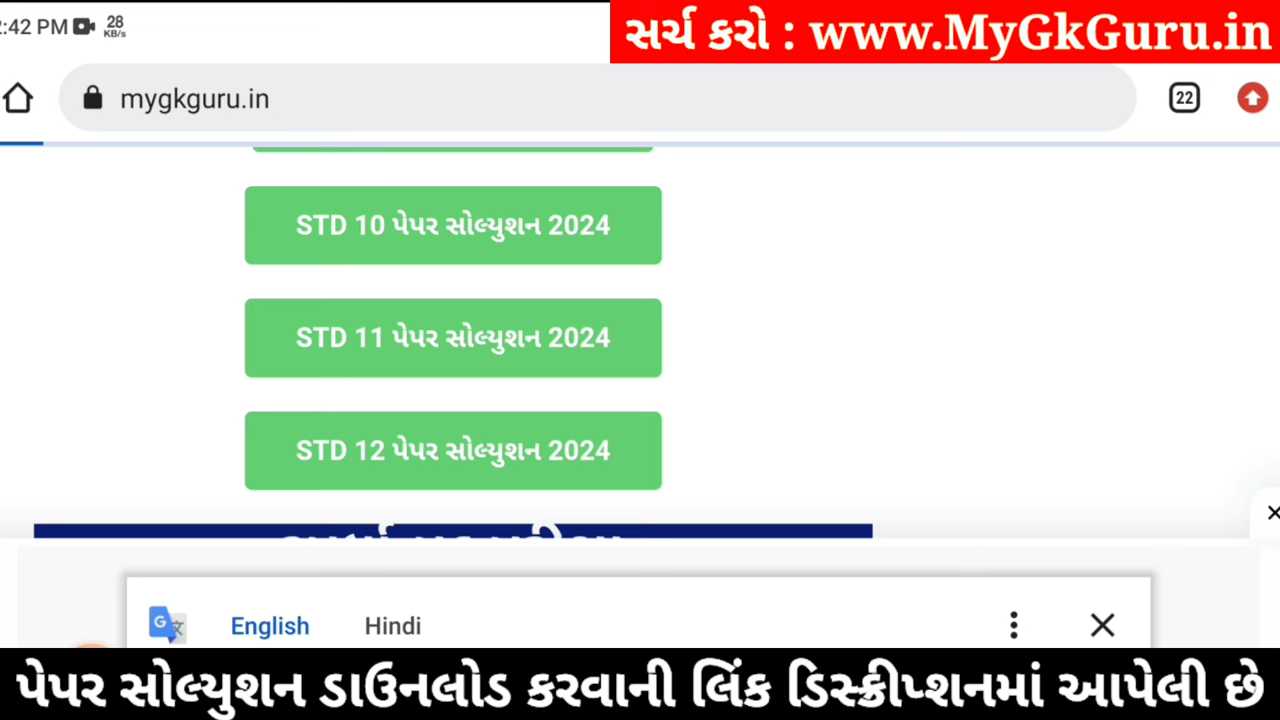 :42 PM 28 KB/s
સર્ચ કરો : www.MyGkGuru.in
mygkguru.in
22
STD 10 પેપર સોલ્યુશન 2024
STD 11 પેપર સોલ્યુશન 2024
STD 12 પેપર સોલ્યુશન 2024
English Hindi
પેપર સોલ્યુશન ડાઉનલોડ કરવાની લિંક ડિસ્ક્રીપ્શનમાં આપેલી છે